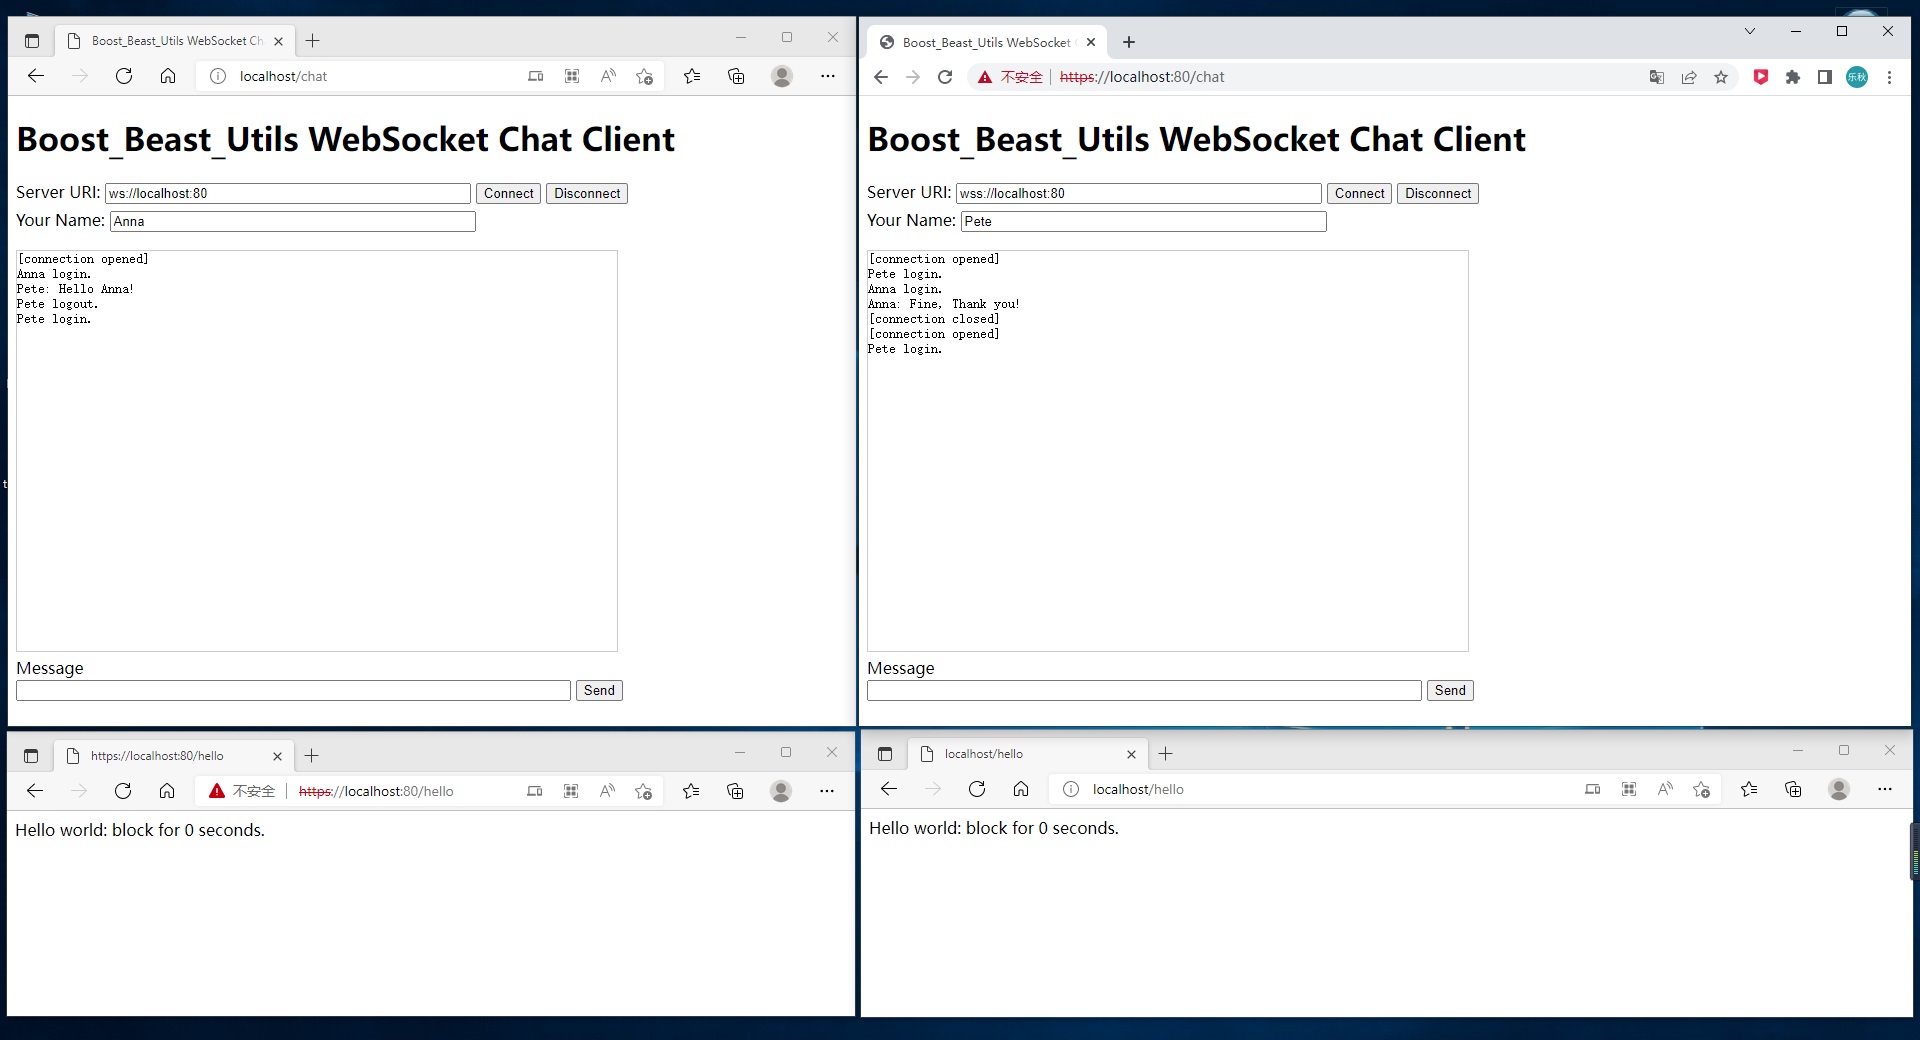 Boost_Beast_Utils WebSocket Ch
localhost/chat
Boost_Beast_Utils WebSocket Chat Client
Server URI: ws://localhost:80 Connect Disconnect
Your Name: Anna
[connection opened]
Anna login.
Pete: Hello Anna!
Pete logout.
Pete login.
Message
Send
Boost_Beast_Utils WebSocket
不安全 https://localhost:80/chat
乐秋
Boost_Beast_Utils WebSocket Chat Client
Server URI: wss://localhost:80 Connect Disconnect
Your Name: Pete
[connection opened]
Pete login.
Anna login.
Anna: Fine, Thank you!
[connection closed]
[connection opened]
Pete login.
Message
Send
https://localhost:80/hello
不安全 https://localhost:80/hello
Hello world: block for 0 seconds.
localhost/hello
localhost/hello
Hello world: block for 0 seconds.